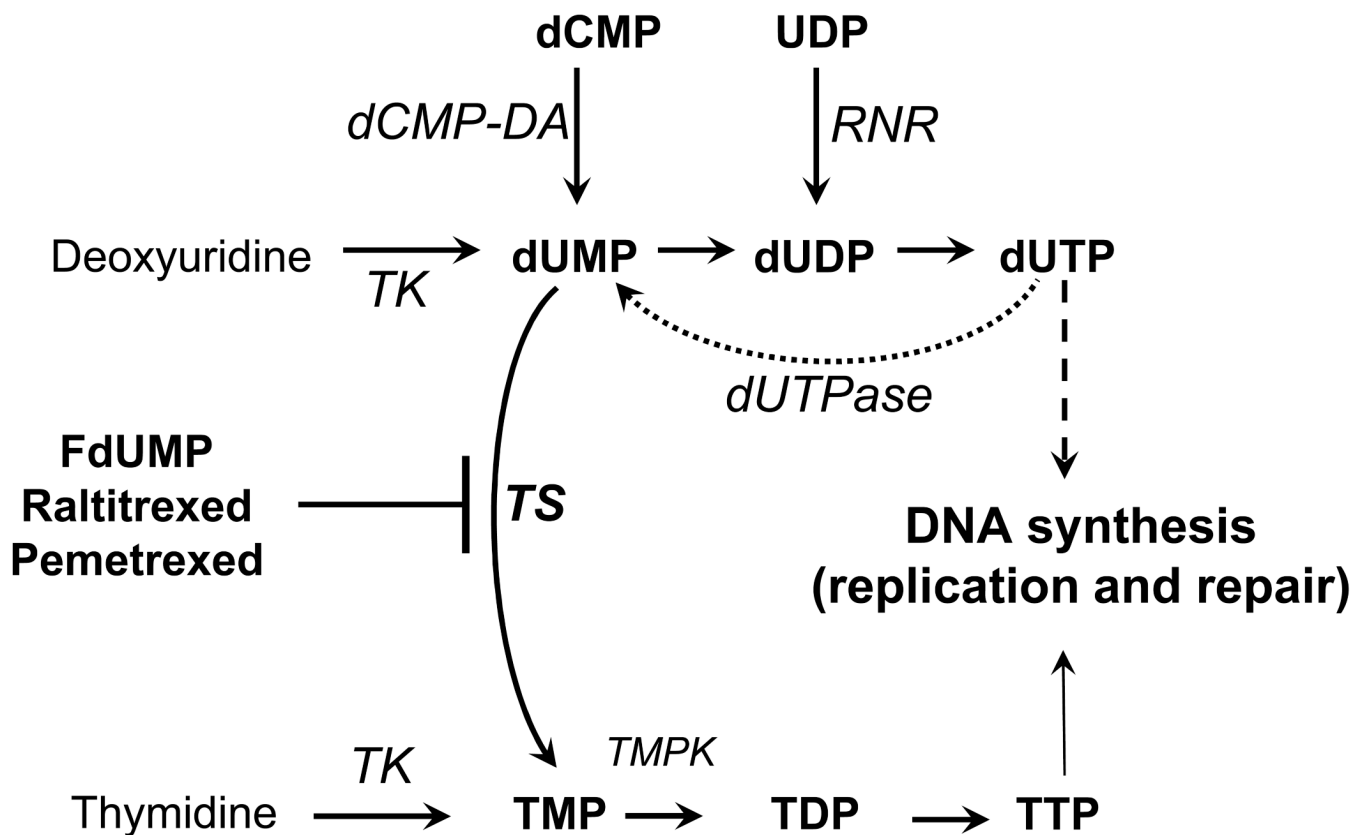 dCMP UDP
dCMP-DA RNR
Deoxyuridine dUMP dUDP dUTP
TK
dUTPase
FdUMP
Raltitrexed
Pemetrexed
TS
DNA synthesis
(replication and repair)
TK TMPK
Thymidine TMP TDP TTP